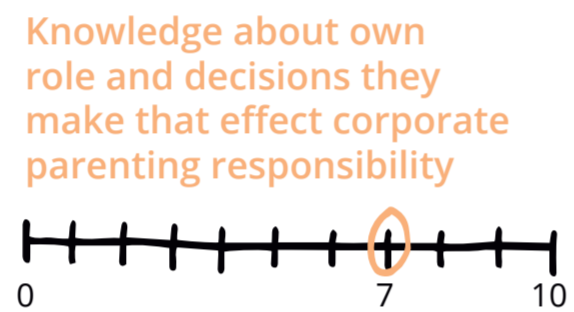 Knowledge about own
role and decisions they
make that effect corporate
parenting responsibility
0 7 10